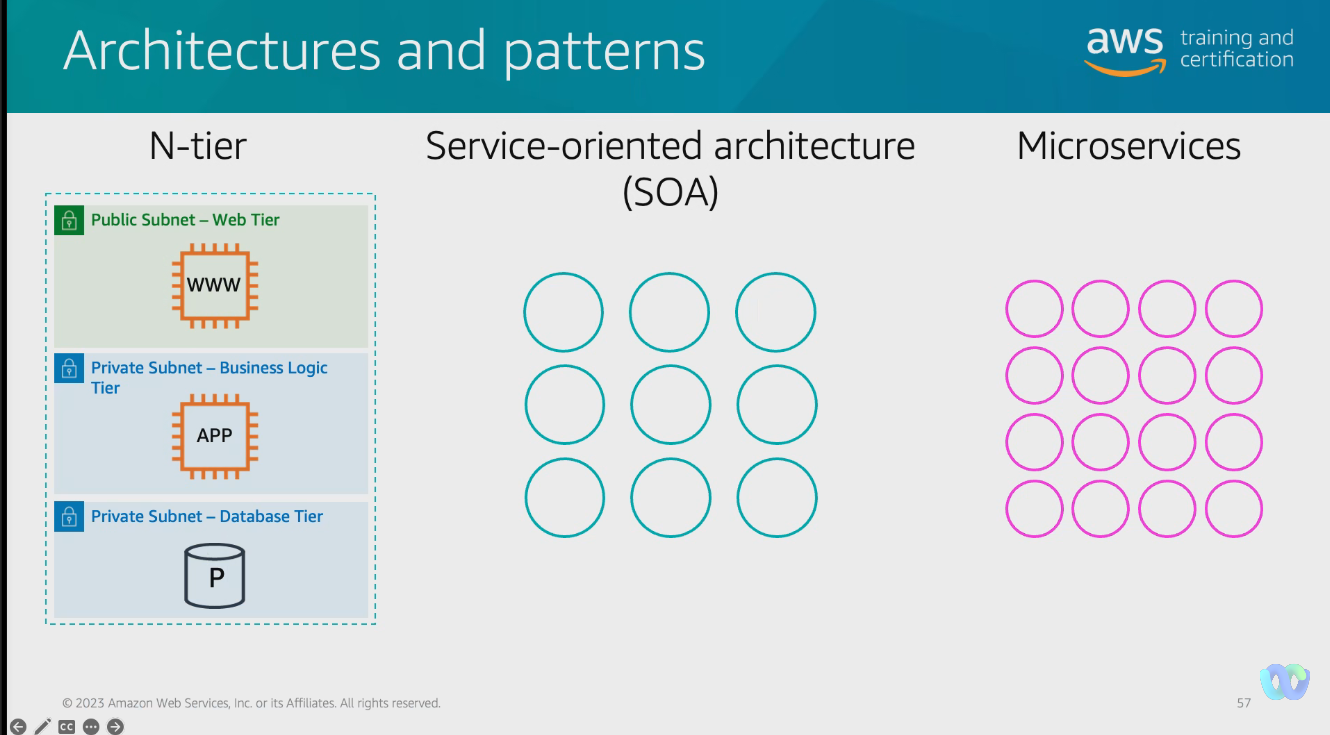 Architectures and patterns
aws training and
certification
N-tier
Service-oriented architecture
(SOA)
Microservices
Public Subnet – Web Tier
WWW
Private Subnet – Business Logic
Tier
APP
Private Subnet – Database Tier
P
© 2023 Amazon Web Services, Inc. or its Affiliates. All rights reserved.
57
CC